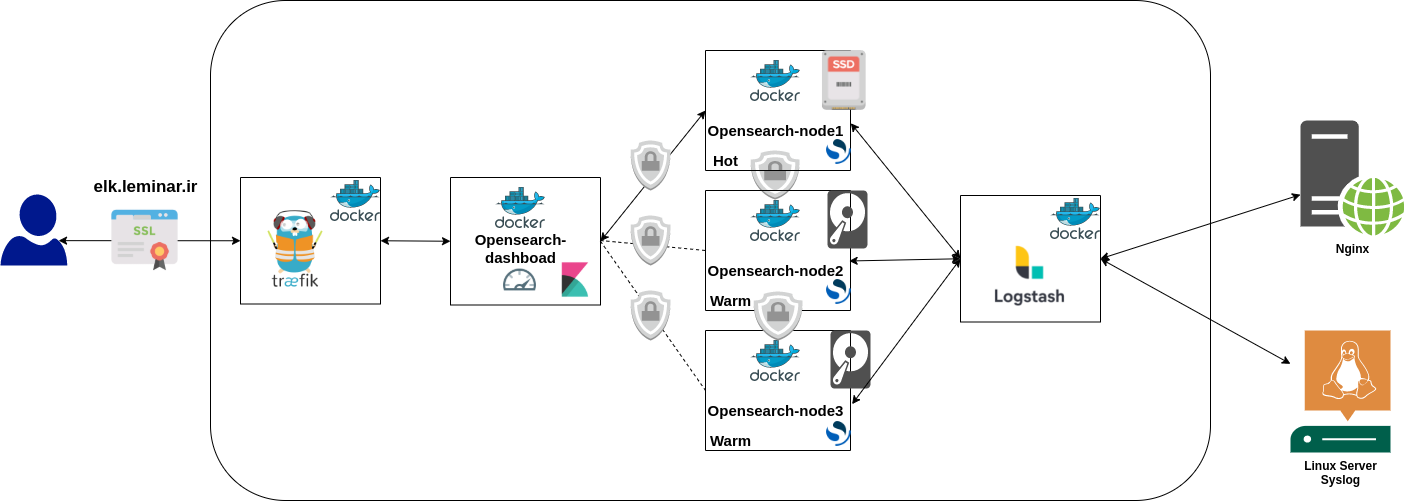 elk.leminar.ir
SSL
docker
træfik
docker
Opensearch-
dashboad
docker
SSD
Opensearch-node1
Hot
docker
Opensearch-node2
Warm
docker
Opensearch-node3
Warm
docker
Logstash
Nginx
Linux Server
Syslog